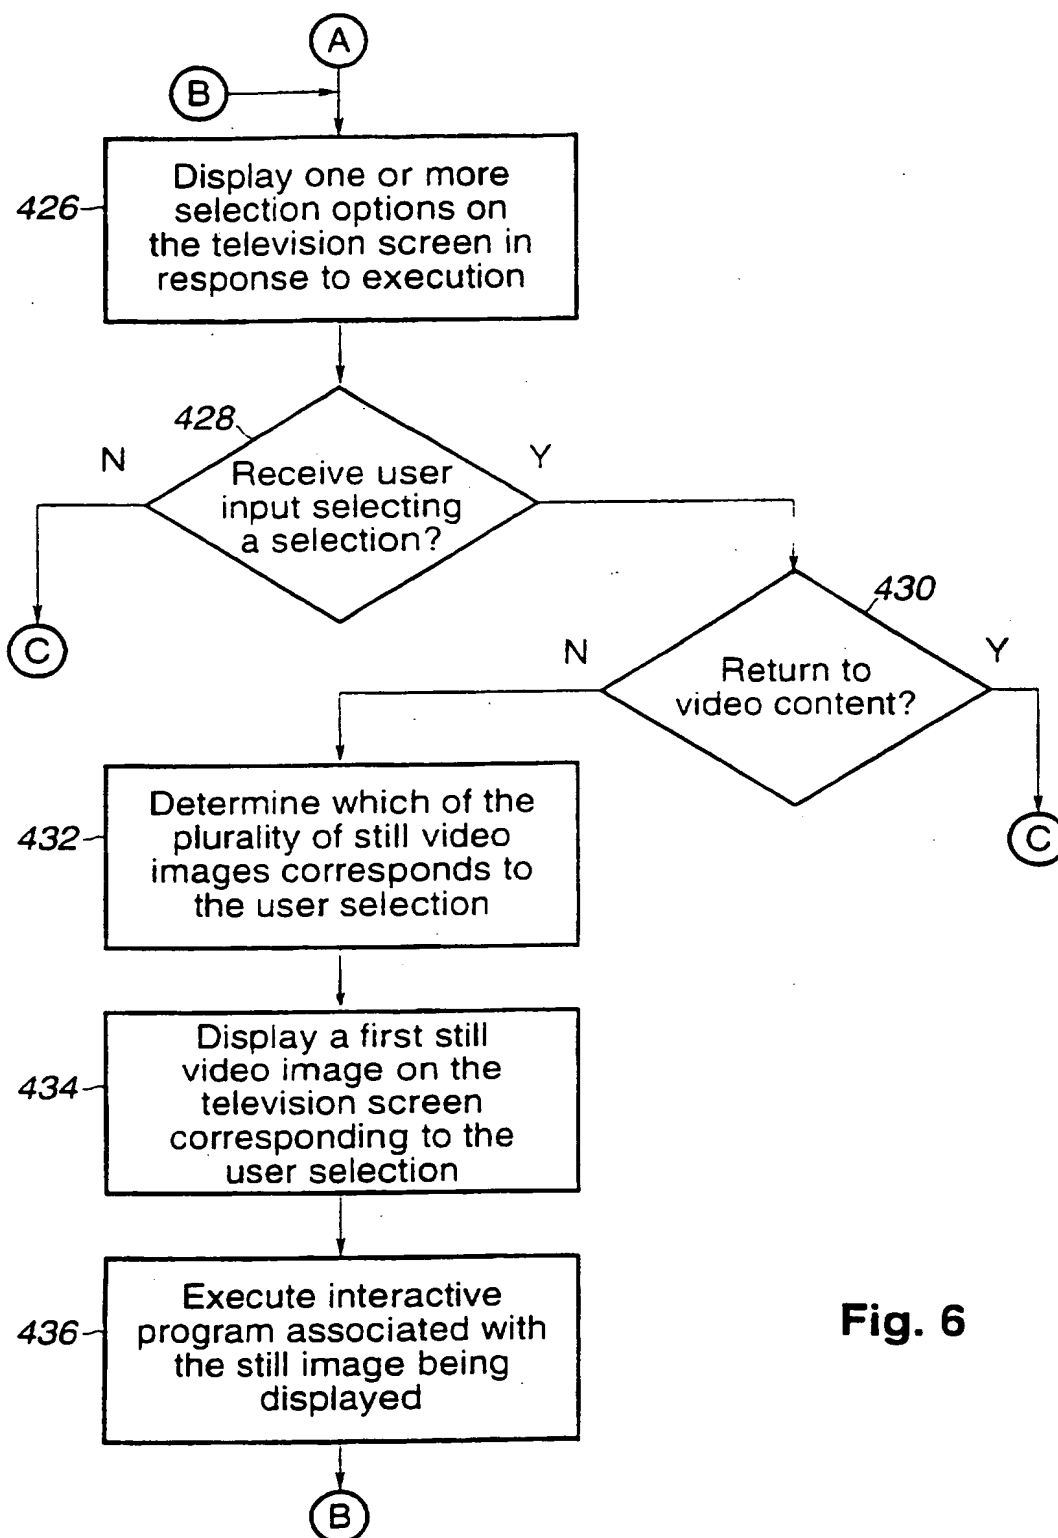 A
B
Display one or more
selection options on
the television screen in
response to execution
426
428
N
Y
Receive user
input selecting
a selection?
C
430
N
Y
Return to
video content?
C
Determine which of the
plurality of still video
images corresponds to
the user selection
432
Display a first still
video image on the
television screen
corresponding to the
user selection
434
Execute interactive
program associated with
the still image being
displayed
436
Fig. 6
B